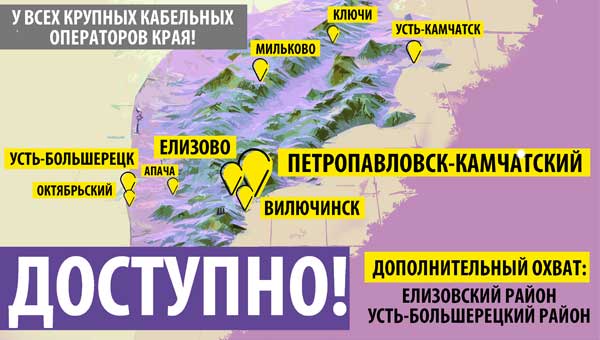 У ВСЕХ КРУПНЫХ КАБЕЛЬНЫХ
ОПЕРАТОРОВ КРАЯ!
КЛЮЧИ
УСТЬ-КАМЧАТСК
МИЛЬКОВО
ЕЛИЗОВО
УСТЬ-БОЛЬШЕРЕЦК
ПЕТРОПАВЛОВСК-КАМЧАТСКИЙ
АПАЧА
ОКТЯБРЬСКИЙ
ВИЛЮЧИНСК
ДОСТУПНО!
ДОПОЛНИТЕЛЬНЫЙ ОХВАТ:
ЕЛИЗОВСКИЙ РАЙОН
УСТЬ-БОЛЬШЕРЕЦКИЙ РАЙОН